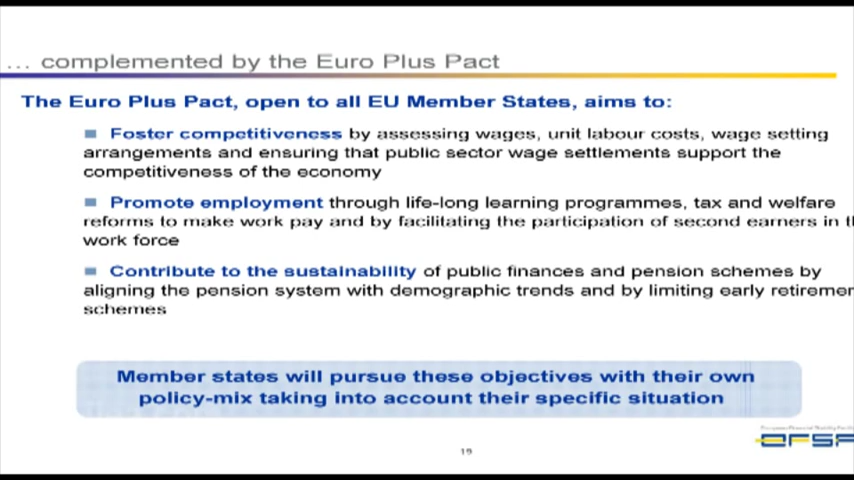 ... complemented by the Euro Plus Pact
The Euro Plus Pact, open to all EU Member States, aims to:
Foster competitiveness by assessing wages, unit labour costs, wage setting
arrangements and ensuring that public sector wage settlements support the
competitiveness of the economy
Promote employment through life-long learning programmes, tax and welfare
reforms to make work pay and by facilitating the participation of second earners in th
work force
Contribute to the sustainability of public finances and pension schemes by
aligning the pension system with demographic trends and by limiting early retiremen
schemes
Member states will pursue these objectives with their own
policy-mix taking into account their specific situation
EFSF
19